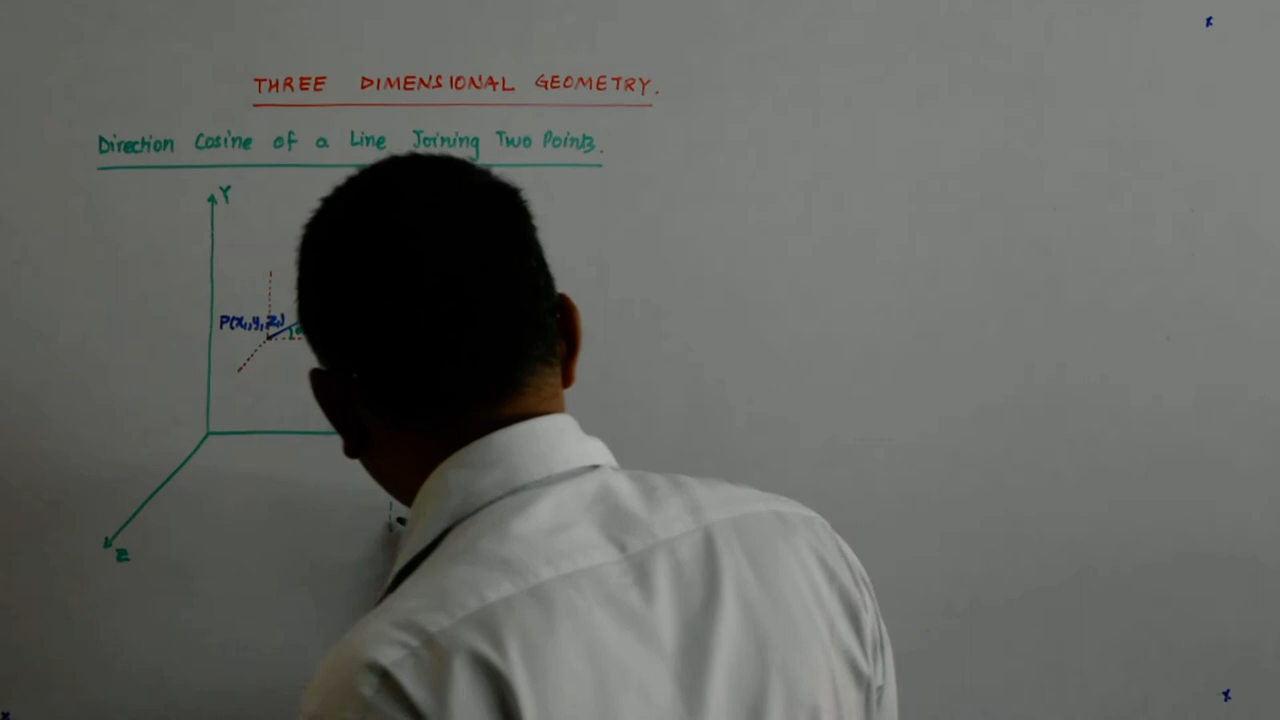 THREE DIMENSIONAL GEOMETRY.
Direction Cosine of a Line Joining Two Points.
Y
P(x₁,y₁,z₁)
Z